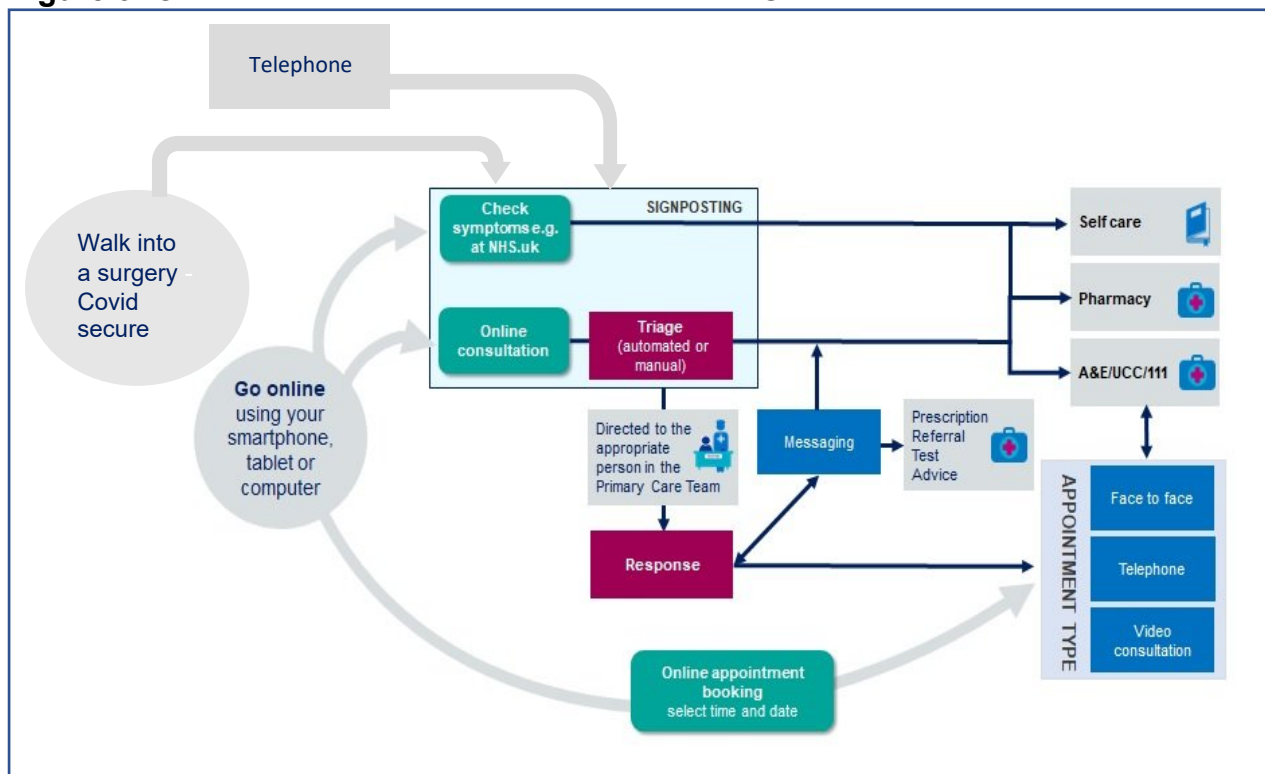 Telephone
Walk into
a surgery -
Covid
secure
Go online
using your
smartphone,
tablet or
computer
SIGNPOSTING
Check
symptoms e.g.
at NHS.uk
Online
consultation
Triage
(automated or
manual)
Self care
Pharmacy
A&E/UCC/111
Directed to the
appropriate
person in the
Primary Care Team
Messaging
Prescription
Referral
Test
Advice
Response
APPOINTMENT TYPE
Face to face
Telephone
Video
consultation
Online appointment
booking
select time and date